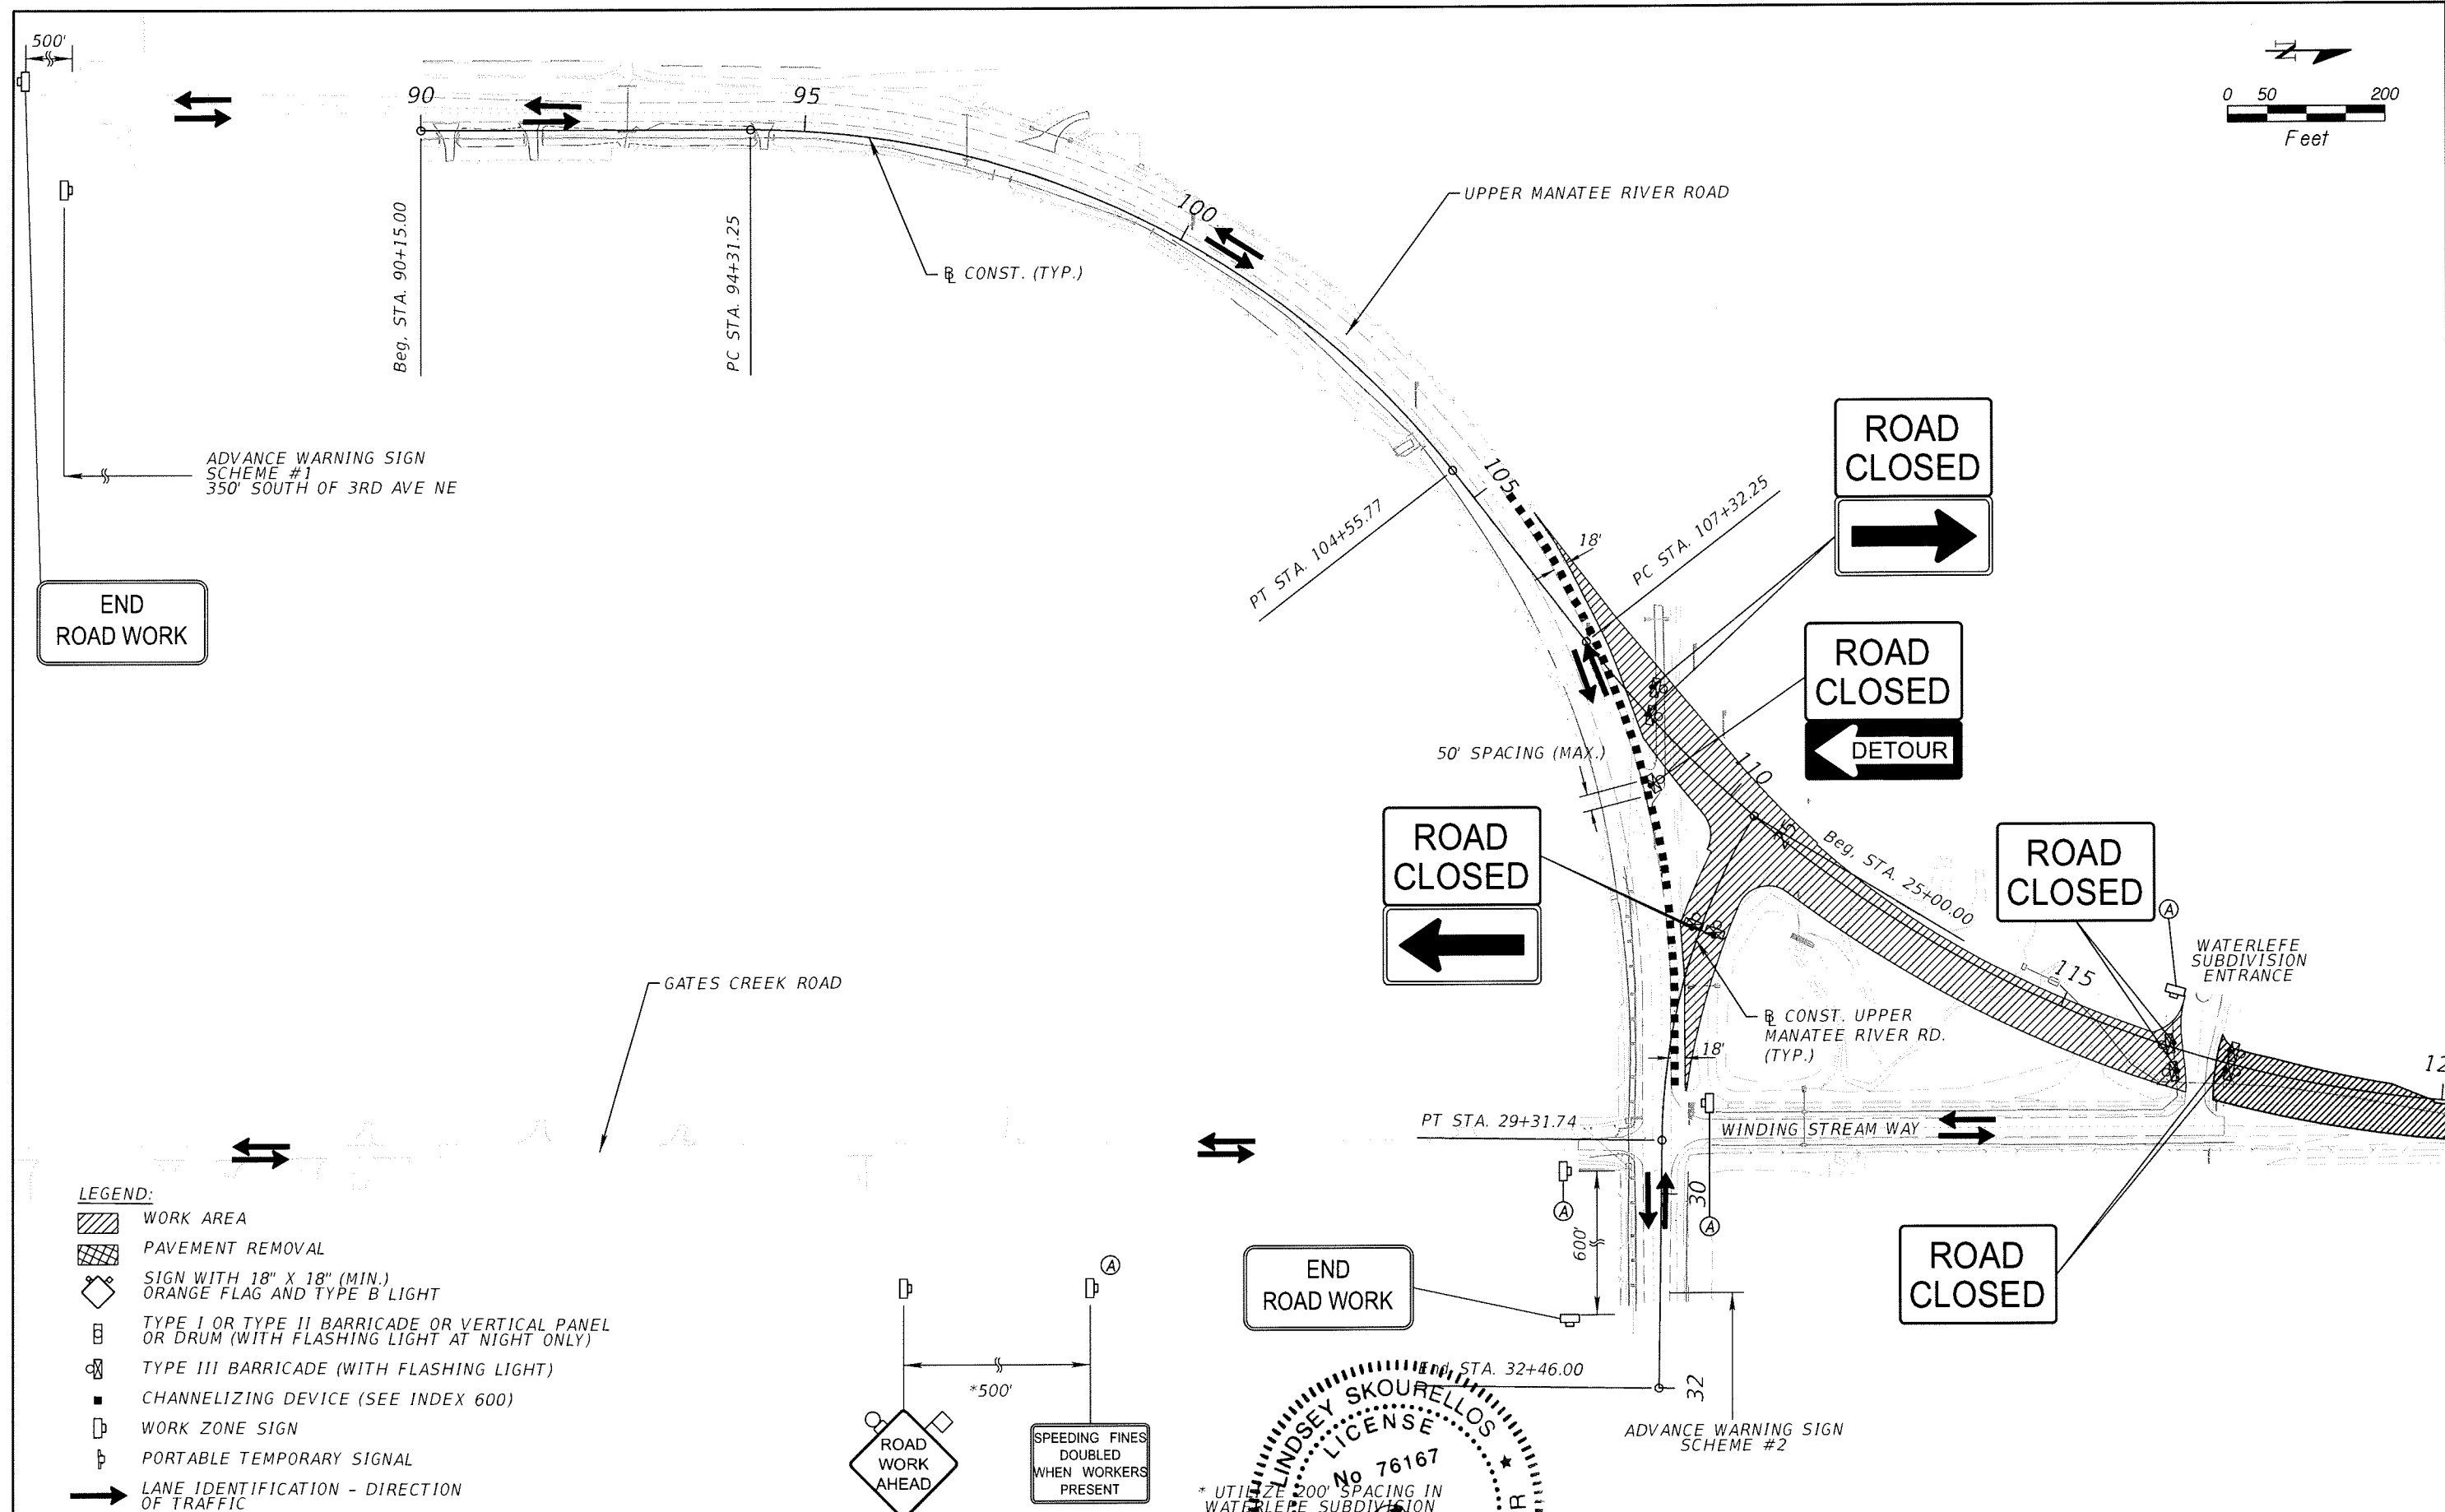 500'
90
95
N
0 50 200
Feet
UPPER MANATEE RIVER ROAD
100
Beg. STA. 90+15.00
PC STA. 94+31.25
℄ CONST. (TYP.)
ADVANCE WARNING SIGN
SCHEME #1
350' SOUTH OF 3RD AVE NE
END
ROAD WORK
105
PT STA. 104+55.77
18'
PC STA. 107+32.25
ROAD
CLOSED
ROAD
CLOSED
DETOUR
50' SPACING (MAX.)
110
ROAD
CLOSED
Beg. STA. 25+00.00
ROAD
CLOSED
A
WATERLEFE
SUBDIVISION
ENTRANCE
115
GATES CREEK ROAD
℄ CONST. UPPER
MANATEE RIVER RD.
(TYP.)
18'
12
PT STA. 29+31.74
WINDING STREAM WAY
30
A
A
600'
END
ROAD WORK
ROAD
CLOSED
End STA. 32+46.00
32
ADVANCE WARNING SIGN
SCHEME #2
LEGEND:
WORK AREA
PAVEMENT REMOVAL
SIGN WITH 18" X 18" (MIN.)
ORANGE FLAG AND TYPE B LIGHT
TYPE I OR TYPE II BARRICADE OR VERTICAL PANEL
OR DRUM (WITH FLASHING LIGHT AT NIGHT ONLY)
TYPE III BARRICADE (WITH FLASHING LIGHT)
CHANNELIZING DEVICE (SEE INDEX 600)
WORK ZONE SIGN
PORTABLE TEMPORARY SIGNAL
LANE IDENTIFICATION - DIRECTION
OF TRAFFIC
A
*500'
ROAD
WORK
AHEAD
SPEEDING FINES
DOUBLED
WHEN WORKERS
PRESENT
LINDSEY SKOURELLOS
LICENSE
No 76167
R
* UTILIZE 200' SPACING IN
WATERLEFE SUBDIVISION